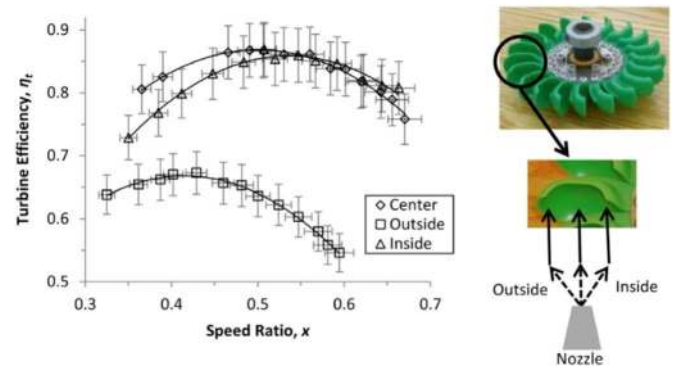 0.9
0.8
0.7
0.6
0.5
0.3
0.4
0.5
0.6
0.7
Turbine Efficiency, ηt
Speed Ratio, x
Center
Outside
Inside
Outside
Inside
Nozzle